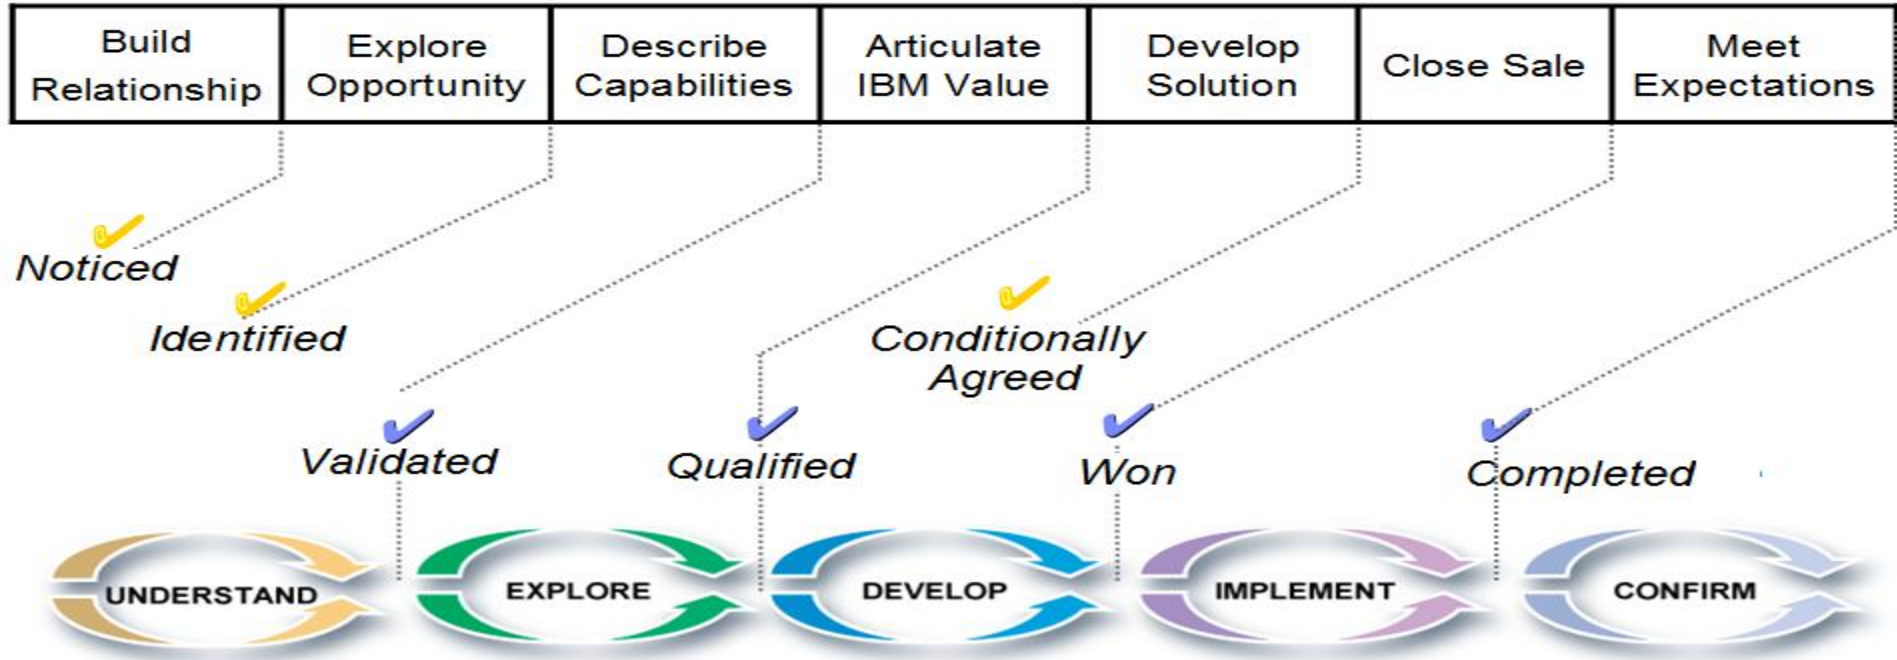 Build
Relationship
Explore
Opportunity
Describe
Capabilities
Articulate
IBM Value
Develop
Solution
Close Sale
Meet
Expectations
Noticed
Identified
Conditionally
Agreed
Validated
Qualified
Won
Completed
UNDERSTAND
EXPLORE
DEVELOP
IMPLEMENT
CONFIRM